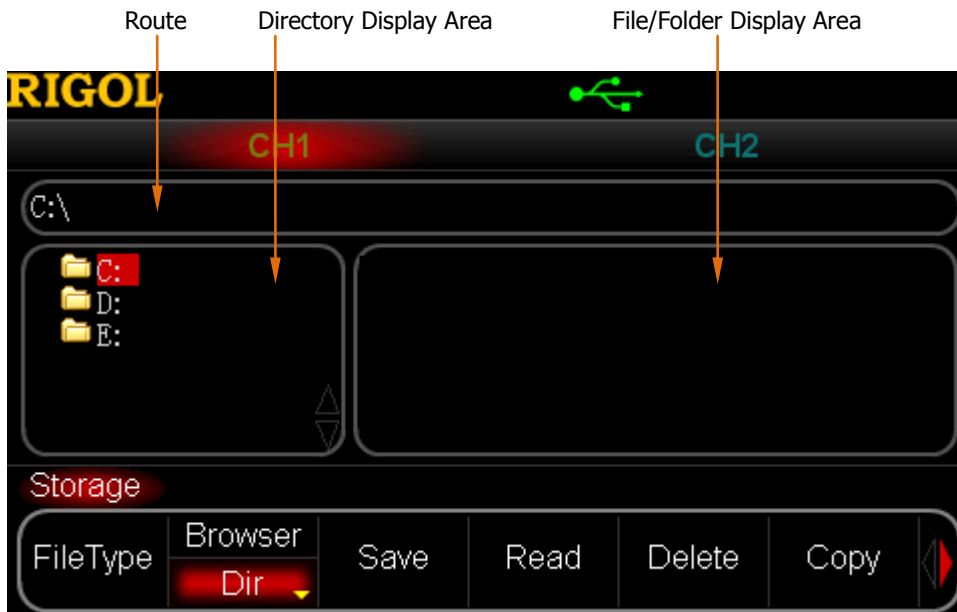 Route
Directory Display Area
File/Folder Display Area
RIGOL
CH1
CH2
C:\
C:
D:
E:
Storage
FileType
Browser
Dir
Save
Read
Delete
Copy